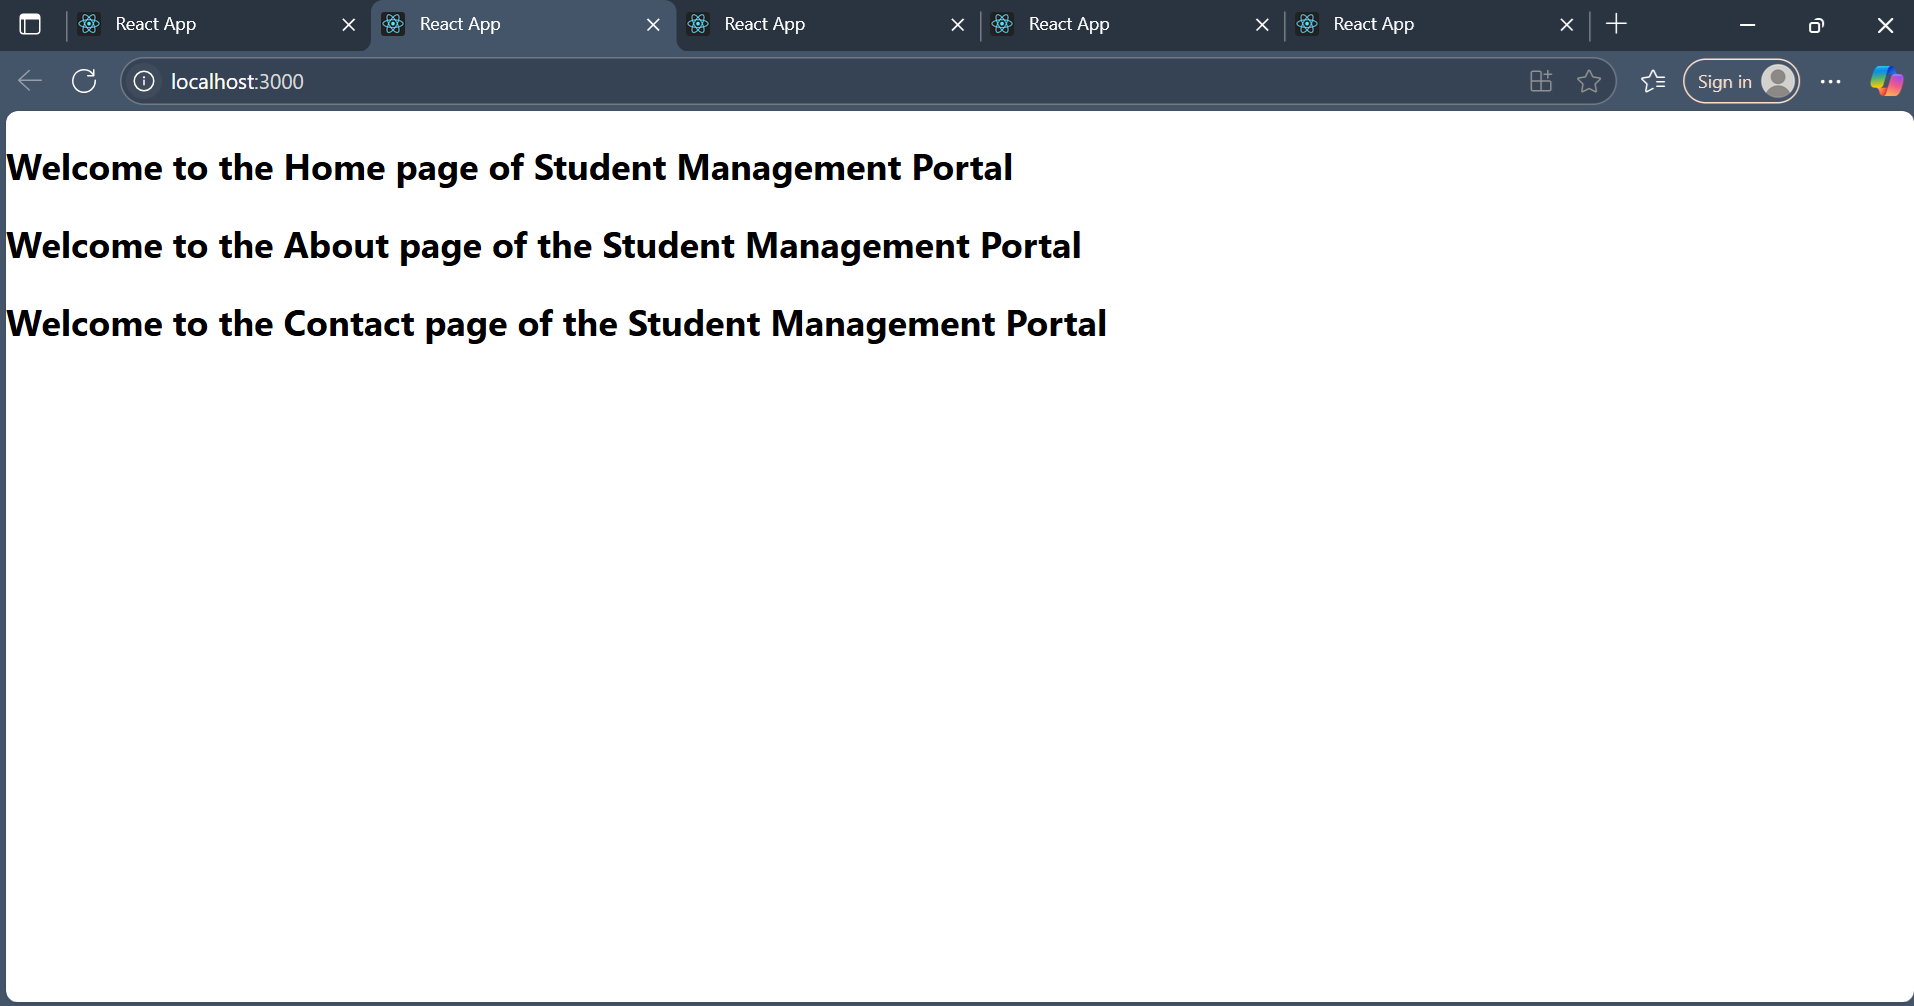 React App
React App
React App
React App
React App
localhost:3000
Sign in
Welcome to the Home page of Student Management Portal
Welcome to the About page of the Student Management Portal
Welcome to the Contact page of the Student Management Portal